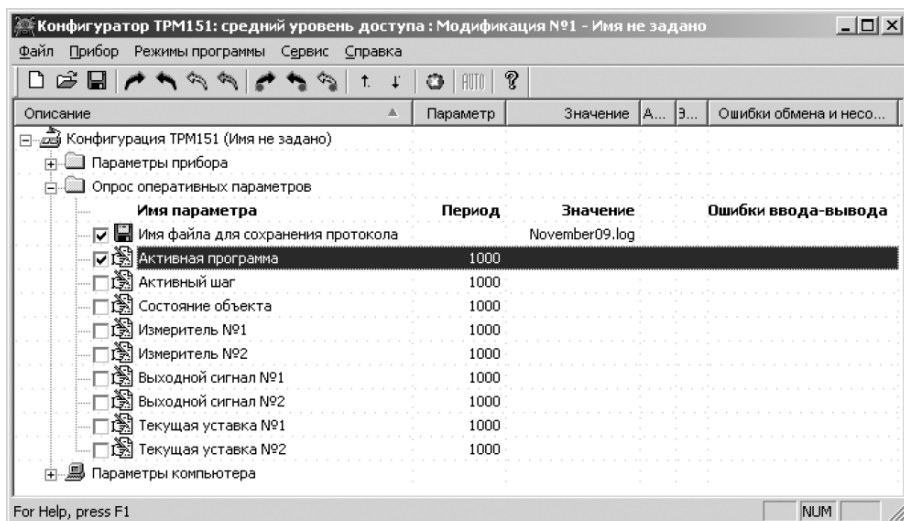 Конфигуратор ТРМ151: средний уровень доступа : Модификация №1 - Имя не задано
Файл Прибор Режимы программы Сервис Справка
AUTO
Описание Параметр Значение А... Э... Ошибки обмена и несо...
Конфигурация ТРМ151 (Имя не задано)
Параметры прибора
Опрос оперативных параметров
Имя параметра Период Значение Ошибки ввода-вывода
Имя файла для сохранения протокола November09.log
Активная программа 1000
Активный шаг 1000
Состояние объекта 1000
Измеритель №1 1000
Измеритель №2 1000
Выходной сигнал №1 1000
Выходной сигнал №2 1000
Текущая уставка №1 1000
Текущая уставка №2 1000
Параметры компьютера
For Help, press F1 NUM